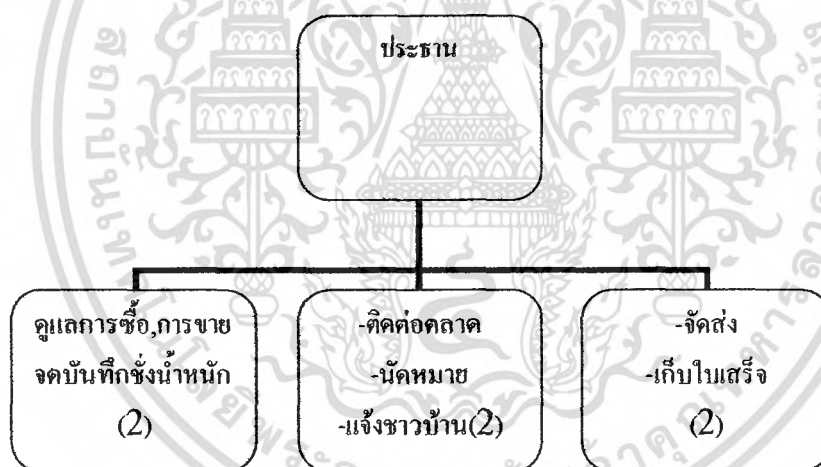 ประธาน
ดูแลการซื้อ,การขาย
จดบันทึกชั่งน้ำหนัก
(2)
-ติดต่อตลาด
-นัดหมาย
-แจ้งชาวบ้าน(2)
-จัดส่ง
-เก็บใบเสร็จ
(2)